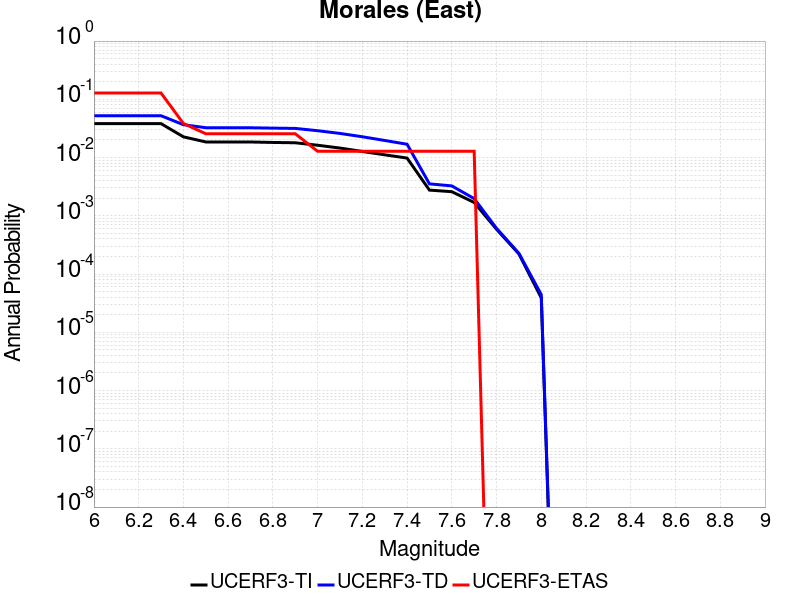 Morales (East)
10^0
10^-1
10^-2
10^-3
10^-4
10^-5
10^-6
10^-7
10^-8
Annual Probability
6 6.2 6.4 6.6 6.8 7 7.2 7.4 7.6 7.8 8 8.2 8.4 8.6 8.8 9
Magnitude
UCERF3-TI UCERF3-TD UCERF3-ETAS